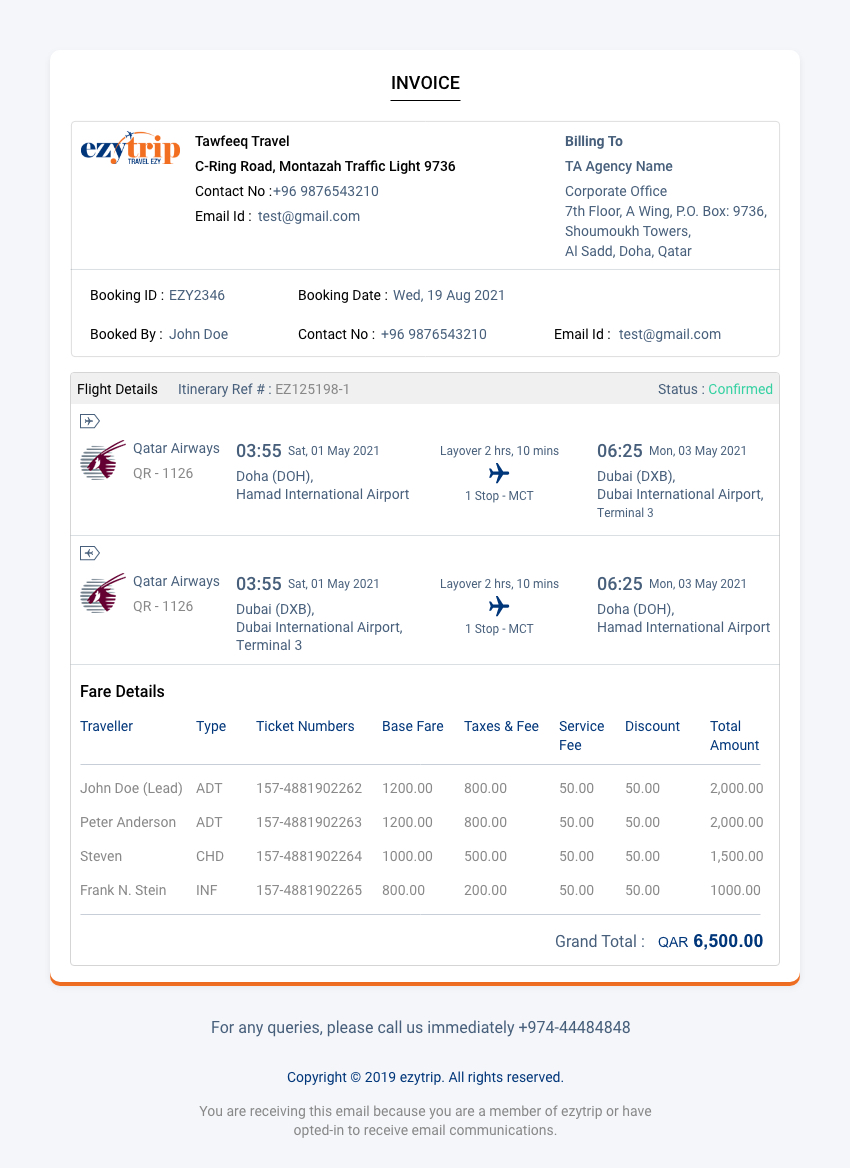 INVOICE
ezytrip
TRAVEL EZY
Tawfeeq Travel
C-Ring Road, Montazah Traffic Light 9736
Contact No :+96 9876543210
Email Id : test@gmail.com
Billing To
TA Agency Name
Corporate Office
7th Floor, A Wing, P.O. Box: 9736,
Shoumoukh Towers,
Al Sadd, Doha, Qatar
Booking ID : EZY2346 Booking Date : Wed, 19 Aug 2021
Booked By : John Doe Contact No : +96 9876543210 Email Id : test@gmail.com
Flight Details Itinerary Ref # : EZ125198-1 Status : Confirmed
Qatar Airways
QR - 1126
03:55 Sat, 01 May 2021
Doha (DOH),
Hamad International Airport
Layover 2 hrs, 10 mins
1 Stop - MCT
06:25 Mon, 03 May 2021
Dubai (DXB),
Dubai International Airport,
Terminal 3
Qatar Airways
QR - 1126
03:55 Sat, 01 May 2021
Dubai (DXB),
Dubai International Airport,
Terminal 3
Layover 2 hrs, 10 mins
1 Stop - MCT
06:25 Mon, 03 May 2021
Doha (DOH),
Hamad International Airport
Fare Details
Traveller Type Ticket Numbers Base Fare Taxes & Fee Service Fee Discount Total Amount
John Doe (Lead) ADT 157-4881902262 1200.00 800.00 50.00 50.00 2,000.00
Peter Anderson ADT 157-4881902263 1200.00 800.00 50.00 50.00 2,000.00
Steven CHD 157-4881902264 1000.00 500.00 50.00 50.00 1,500.00
Frank N. Stein INF 157-4881902265 800.00 200.00 50.00 50.00 1000.00
Grand Total : QAR 6,500.00
For any queries, please call us immediately +974-44484848
Copyright © 2019 ezytrip. All rights reserved.
You are receiving this email because you are a member of ezytrip or have
opted-in to receive email communications.